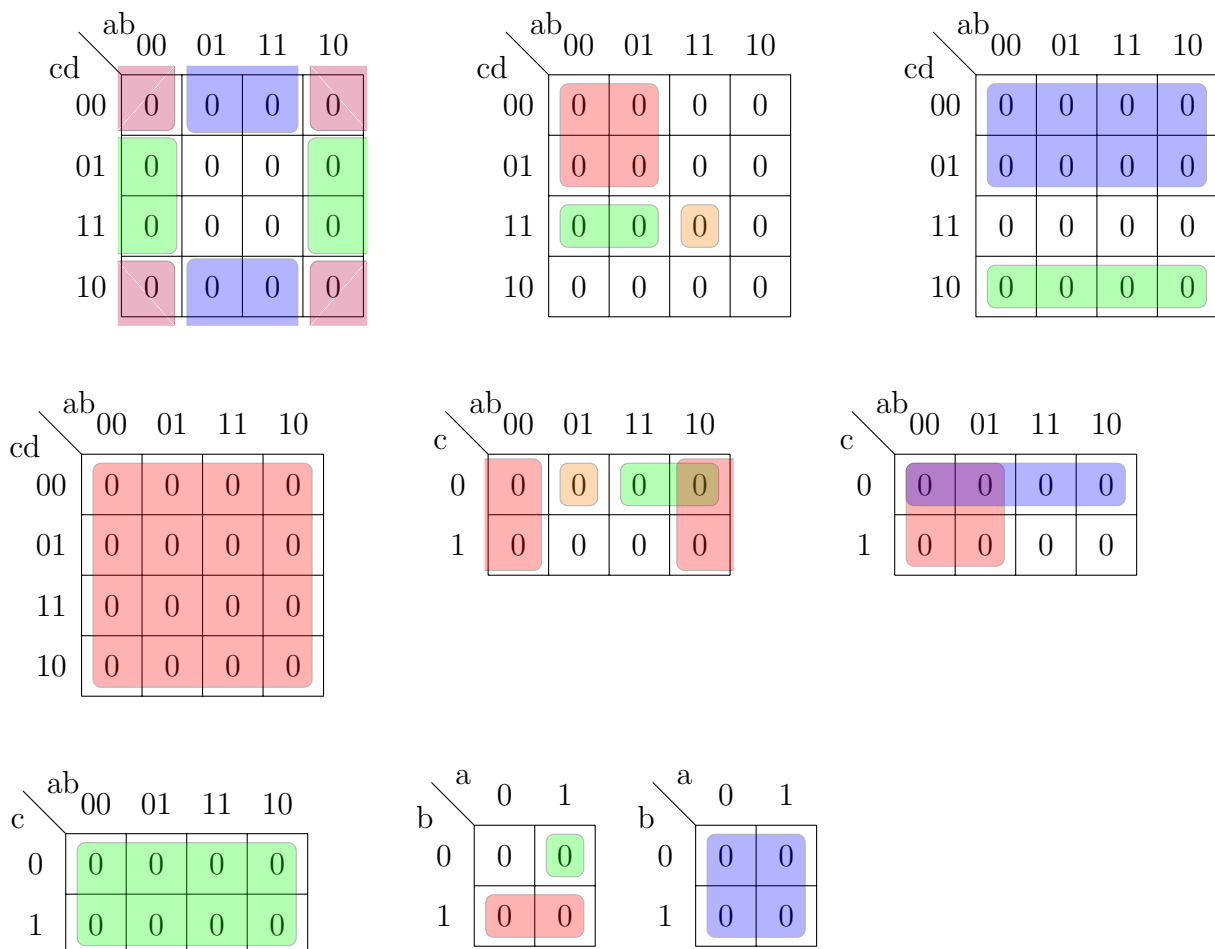 ab ab ab
00 01 11 10 00 01 11 10 00 01 11 10
cd cd cd
00 0 0 0 0 00 0 0 0 0 00 0 0 0 0
01 0 0 0 0 01 0 0 0 0 01 0 0 0 0
11 0 0 0 0 11 0 0 0 0 11 0 0 0 0
10 0 0 0 0 10 0 0 0 0 10 0 0 0 0
ab ab ab
00 01 11 10 00 01 11 10 00 01 11 10
cd c c
00 0 0 0 0 0 0 0 0 0 0 0 0 0 0
01 0 0 0 0 1 0 0 0 0 1 0 0 0 0
11 0 0 0 0
10 0 0 0 0
ab a a
00 01 11 10 0 1 0 1
c b b
0 0 0 0 0 0 0 0 0 0 0
1 0 0 0 0 1 0 0 1 0 0